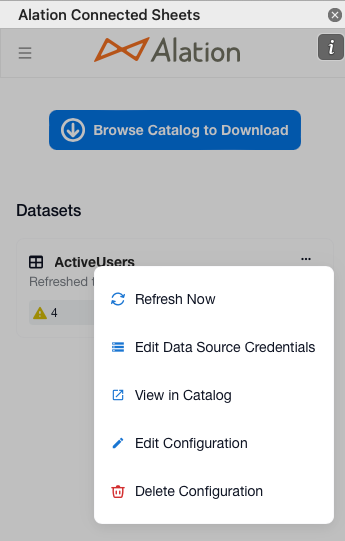 Alation Connected Sheets
Alation
i
Browse Catalog to Download
Datasets
ActiveUsers
Refreshed
4
Refresh Now
Edit Data Source Credentials
View in Catalog
Edit Configuration
Delete Configuration